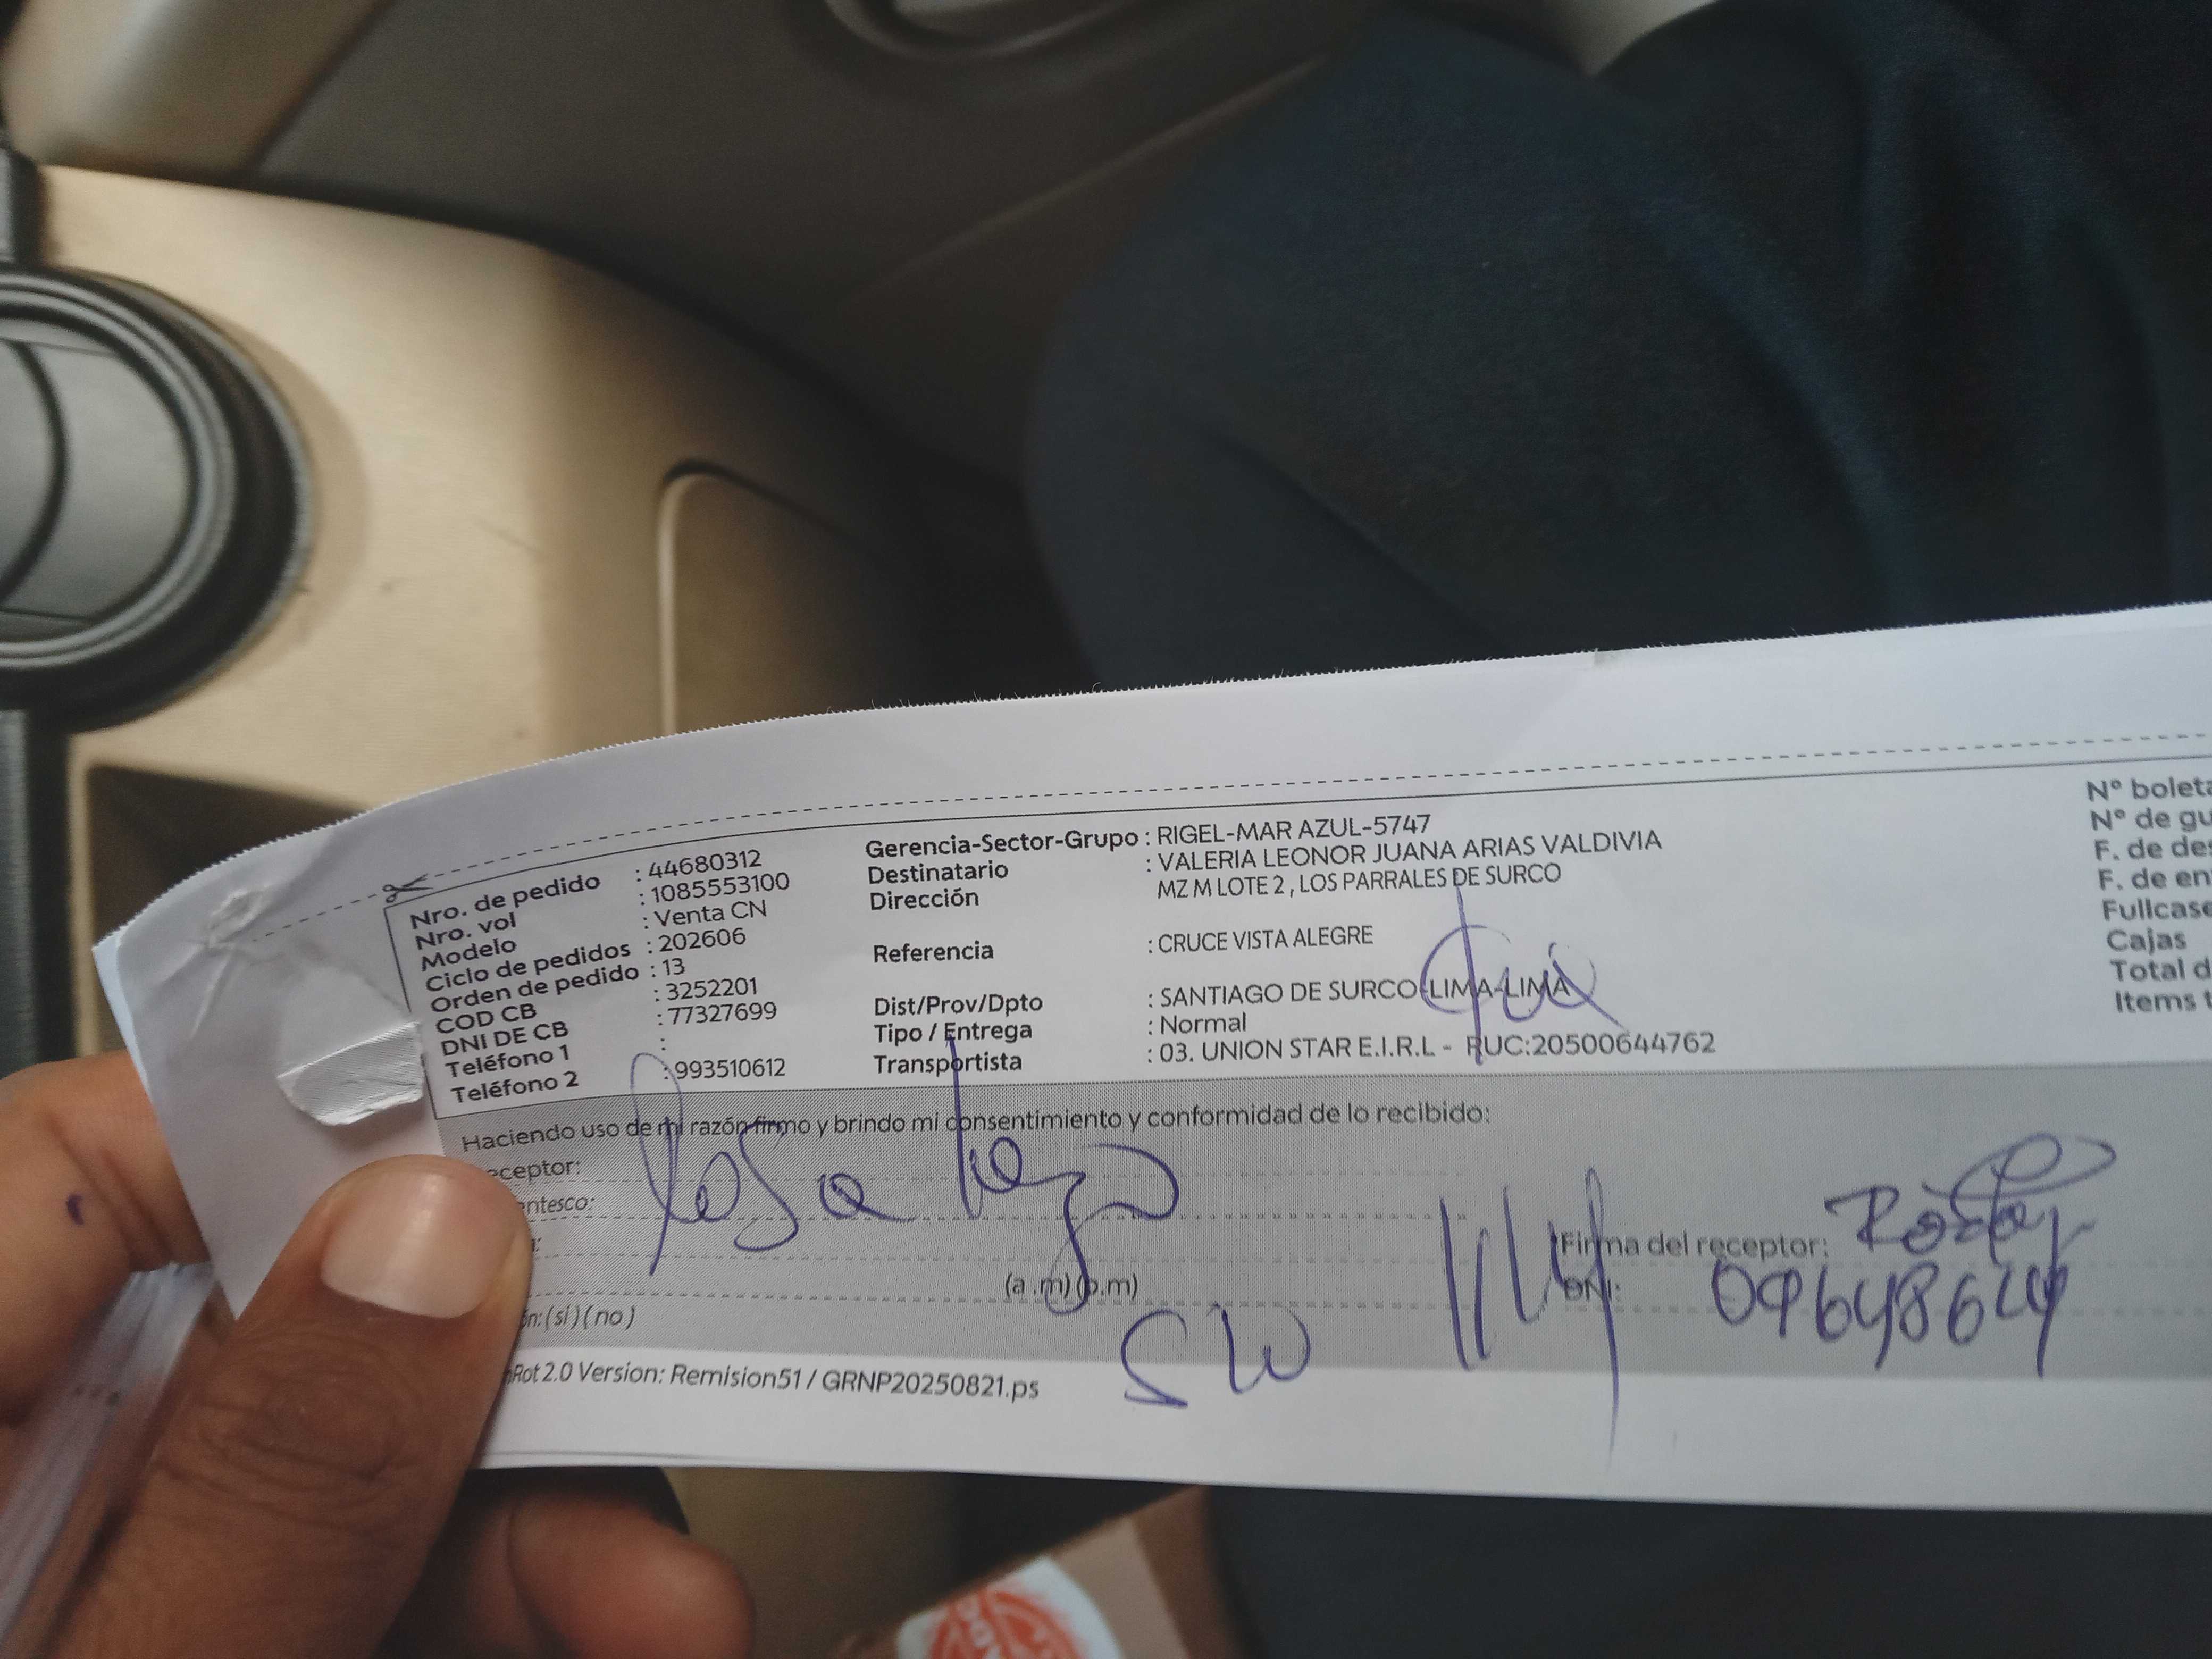 Nro. de pedido : 44680312
Nro. vol : 1085553100
Modelo : Venta CN
Ciclo de pedidos : 202606
Orden de pedido : 13
COD CB : 3252201
DNI DE CB : 77327699
Teléfono 1 :
Teléfono 2 : 993510612
Gerencia-Sector-Grupo : RIGEL-MAR AZUL-5747
Destinatario : VALERIA LEONOR JUANA ARIAS VALDIVIA
Dirección MZ M LOTE 2 , LOS PARRALES DE SURCO
Referencia : CRUCE VISTA ALEGRE
Dist/Prov/Dpto : SANTIAGO DE SURCO-LIMA-LIMA
Tipo / Entrega : Normal
Transportista : 03. UNION STAR E.I.R.L - RUC:20500644762
N° boleta
N° de gu
F. de des
F. de en
Fullcase
Cajas
Total d
Items t
Haciendo uso de mi razón firmo y brindo mi consentimiento y conformidad de lo recibido:
ceptor:
ntesco:
(a .m) (p.m)
Firma del receptor:
DNI:
ón: ( si ) ( no )
Rot 2.0 Version: Remision51 / GRNP20250821.ps